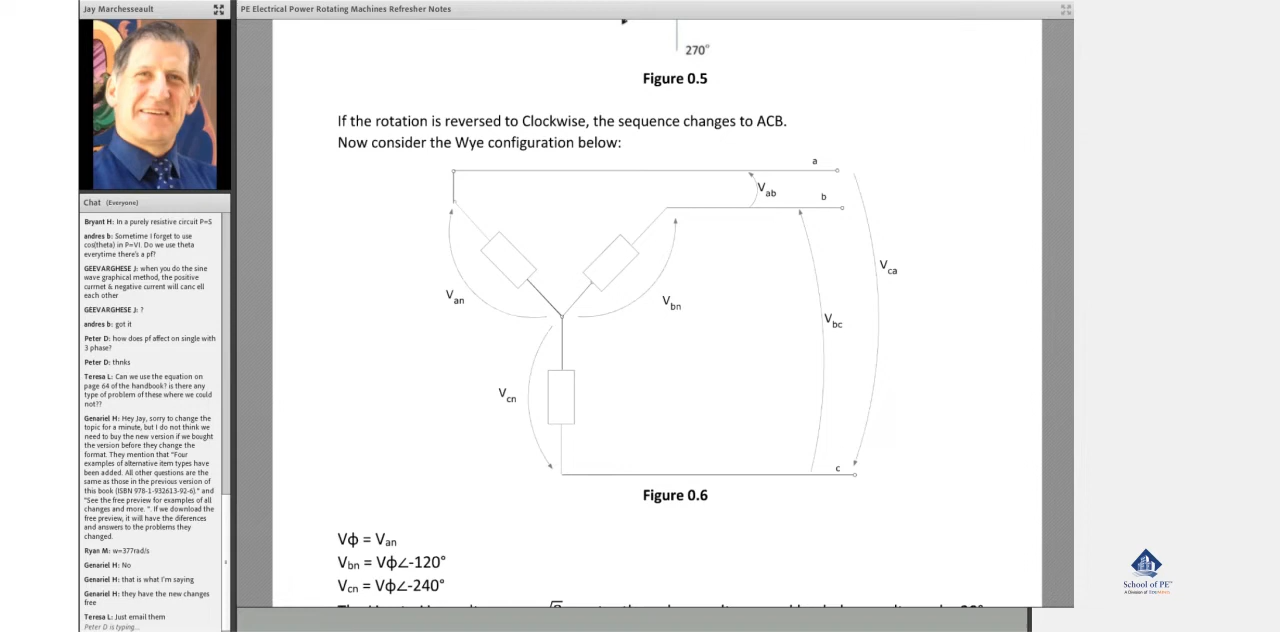 Jay Marchesseault
PE Electrical Power Rotating Machines Refresher Notes
Chat (Everyone)
Bryant H: In a purely resistive circuit P=S
andres b: Sometime I forget to use
cos(theta) in P=VI. Do we use theta
everytime there's a pf?
GEEVARGHESE J: when you do the sine
wave graphical method, the positive
currnet & negative current will canc ell
each other
GEEVARGHESE J: ?
andres b: got it
Peter D: how does pf affect on single with
3 phase?
Peter D: thnks
Teresa L: Can we use the equation on
page 64 of the handbook? is there any
type of problem of these where we could
not??
Genariel H: Hey Jay, sorry to change the
topic for a minute, but I do not think we
need to buy the new version if we bought
the version before they change the
format. They mention that "Four
examples of alternative item types have
been added. All other questions are the
same as those in the previous version of
this book (ISBN 978-1-932613-92-6)," and
"See the free preview for examples of all
changes and more. ". If we download the
free preview, it will have the diferences
and answers to the problems they
changed.
Ryan M: w=377rad/s
Genariel H: No
Genariel H: that is what I'm saying
Genariel H: they have the new changes
free
Teresa L: Just email them
Peter D is typing...
270°
Figure 0.5
If the rotation is reversed to Clockwise, the sequence changes to ACB.
Now consider the Wye configuration below:
a
Vab
b
Vca
Van
Vbn
Vbc
Vcn
c
Figure 0.6
Vϕ = Van
Vbn = Vϕ∠-120°
Vcn = Vϕ∠-240°
School of PE™
A Division of